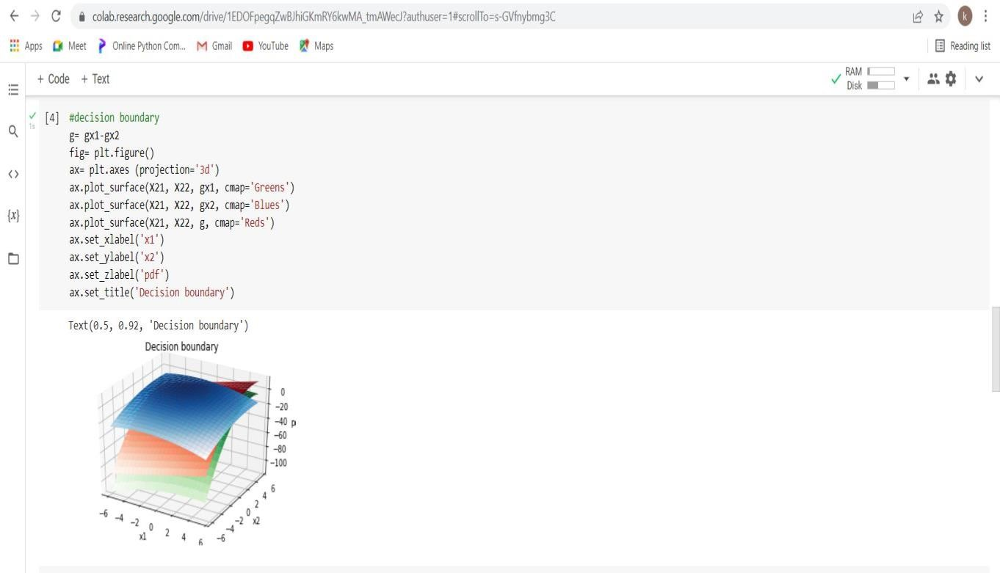 colab.research.google.com/drive/1EDOFpegqZwBJhiGKmRY6kwMA_tmAWecJ?authuser=1#scrollTo=s-GVfnybmg3C
k
Apps Meet Online Python Com... Gmail YouTube Maps Reading list
+ Code + Text
RAM
Disk
[4] #decision boundary
1s
g= gx1-gx2
fig= plt.figure()
ax= plt.axes (projection='3d')
ax.plot_surface(X21, X22, gx1, cmap='Greens')
ax.plot_surface(X21, X22, gx2, cmap='Blues')
ax.plot_surface(X21, X22, g, cmap='Reds')
ax.set_xlabel('x1')
ax.set_ylabel('x2')
ax.set_zlabel('pdf')
ax.set_title('Decision boundary')
{x}
Text(0.5, 0.92, 'Decision boundary')
Decision boundary
0
-20
-40
-60
-80
-100
-6 -4 -2 0 2 4 6
x1
-6 -4 -2 0 2 4 6
x2